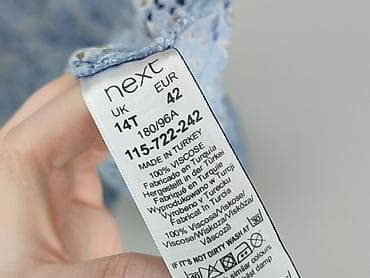 next
UK EUR
14T 42
180/96A
115-722-242
MADE IN TURKEY
100% VISCOSE
Fabricado en Turquía
Hergestellt in der Türkei
Fabriqué en Turquie
Wyprodukowano w Turcji
Vyrobeno v Turecku
Fabricat în Turcia
100% Viscosa/Viskose/
Viscose/Wiskoza/Viskóza/
Vâscoză
IF IT'S NOT DIRTY WASH AT
similar colours